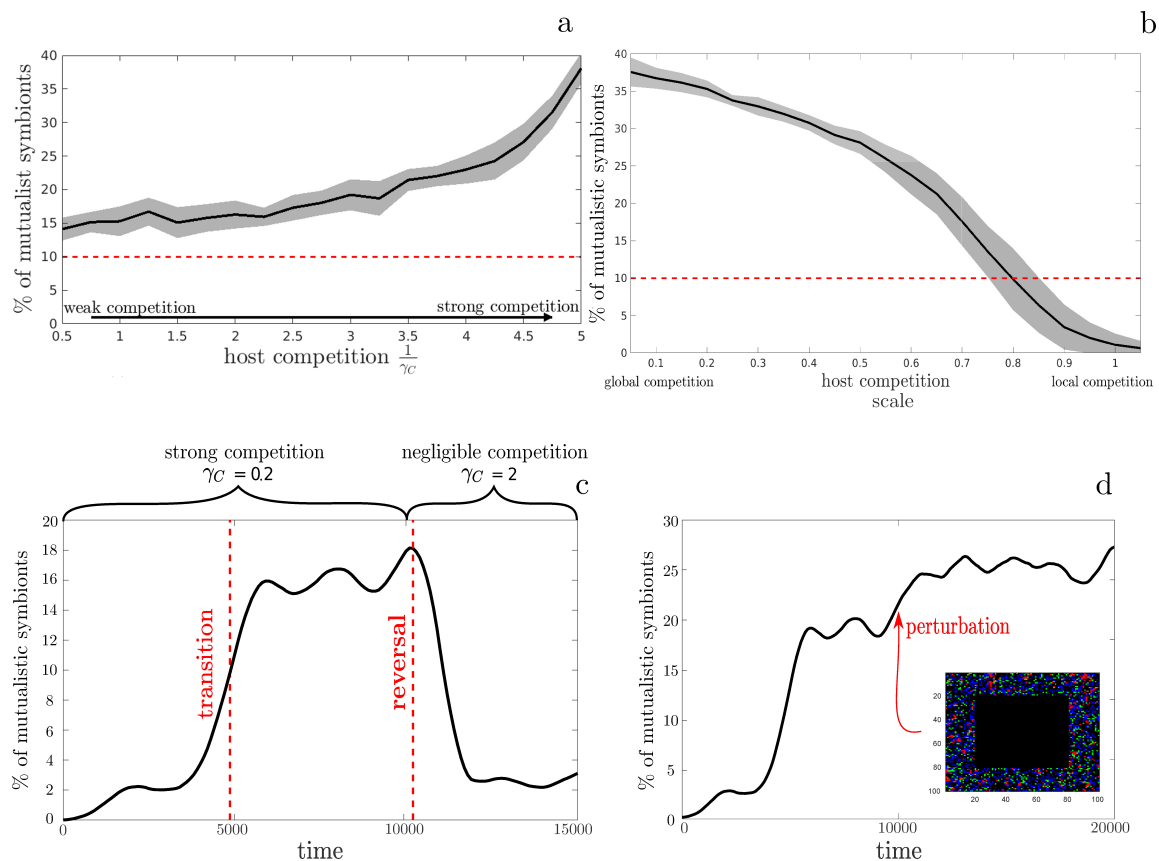 a
% of mutualist symbionts
40
35
30
25
20
15
10
5
0
weak competition
strong competition
0.5 1 1.5 2 2.5 3 3.5 4 4.5 5
host competition 1/γC
b
% of mutualistic symbionts
40
35
30
25
20
15
10
5
0
0.1 0.2 0.3 0.4 0.5 0.6 0.7 0.8 0.9 1
global competition
host competition
scale
local competition
strong competition
γC = 0.2
negligible competition
γC = 2
c
% of mutualistic symbionts
20
18
16
14
12
10
8
6
4
2
0
transition
reversal
0 5000 10000 15000
time
d
% of mutualistic symbionts
30
25
20
15
10
5
0
perturbation
20
40
60
80
100
20 40 60 80 100
0 10000 20000
time